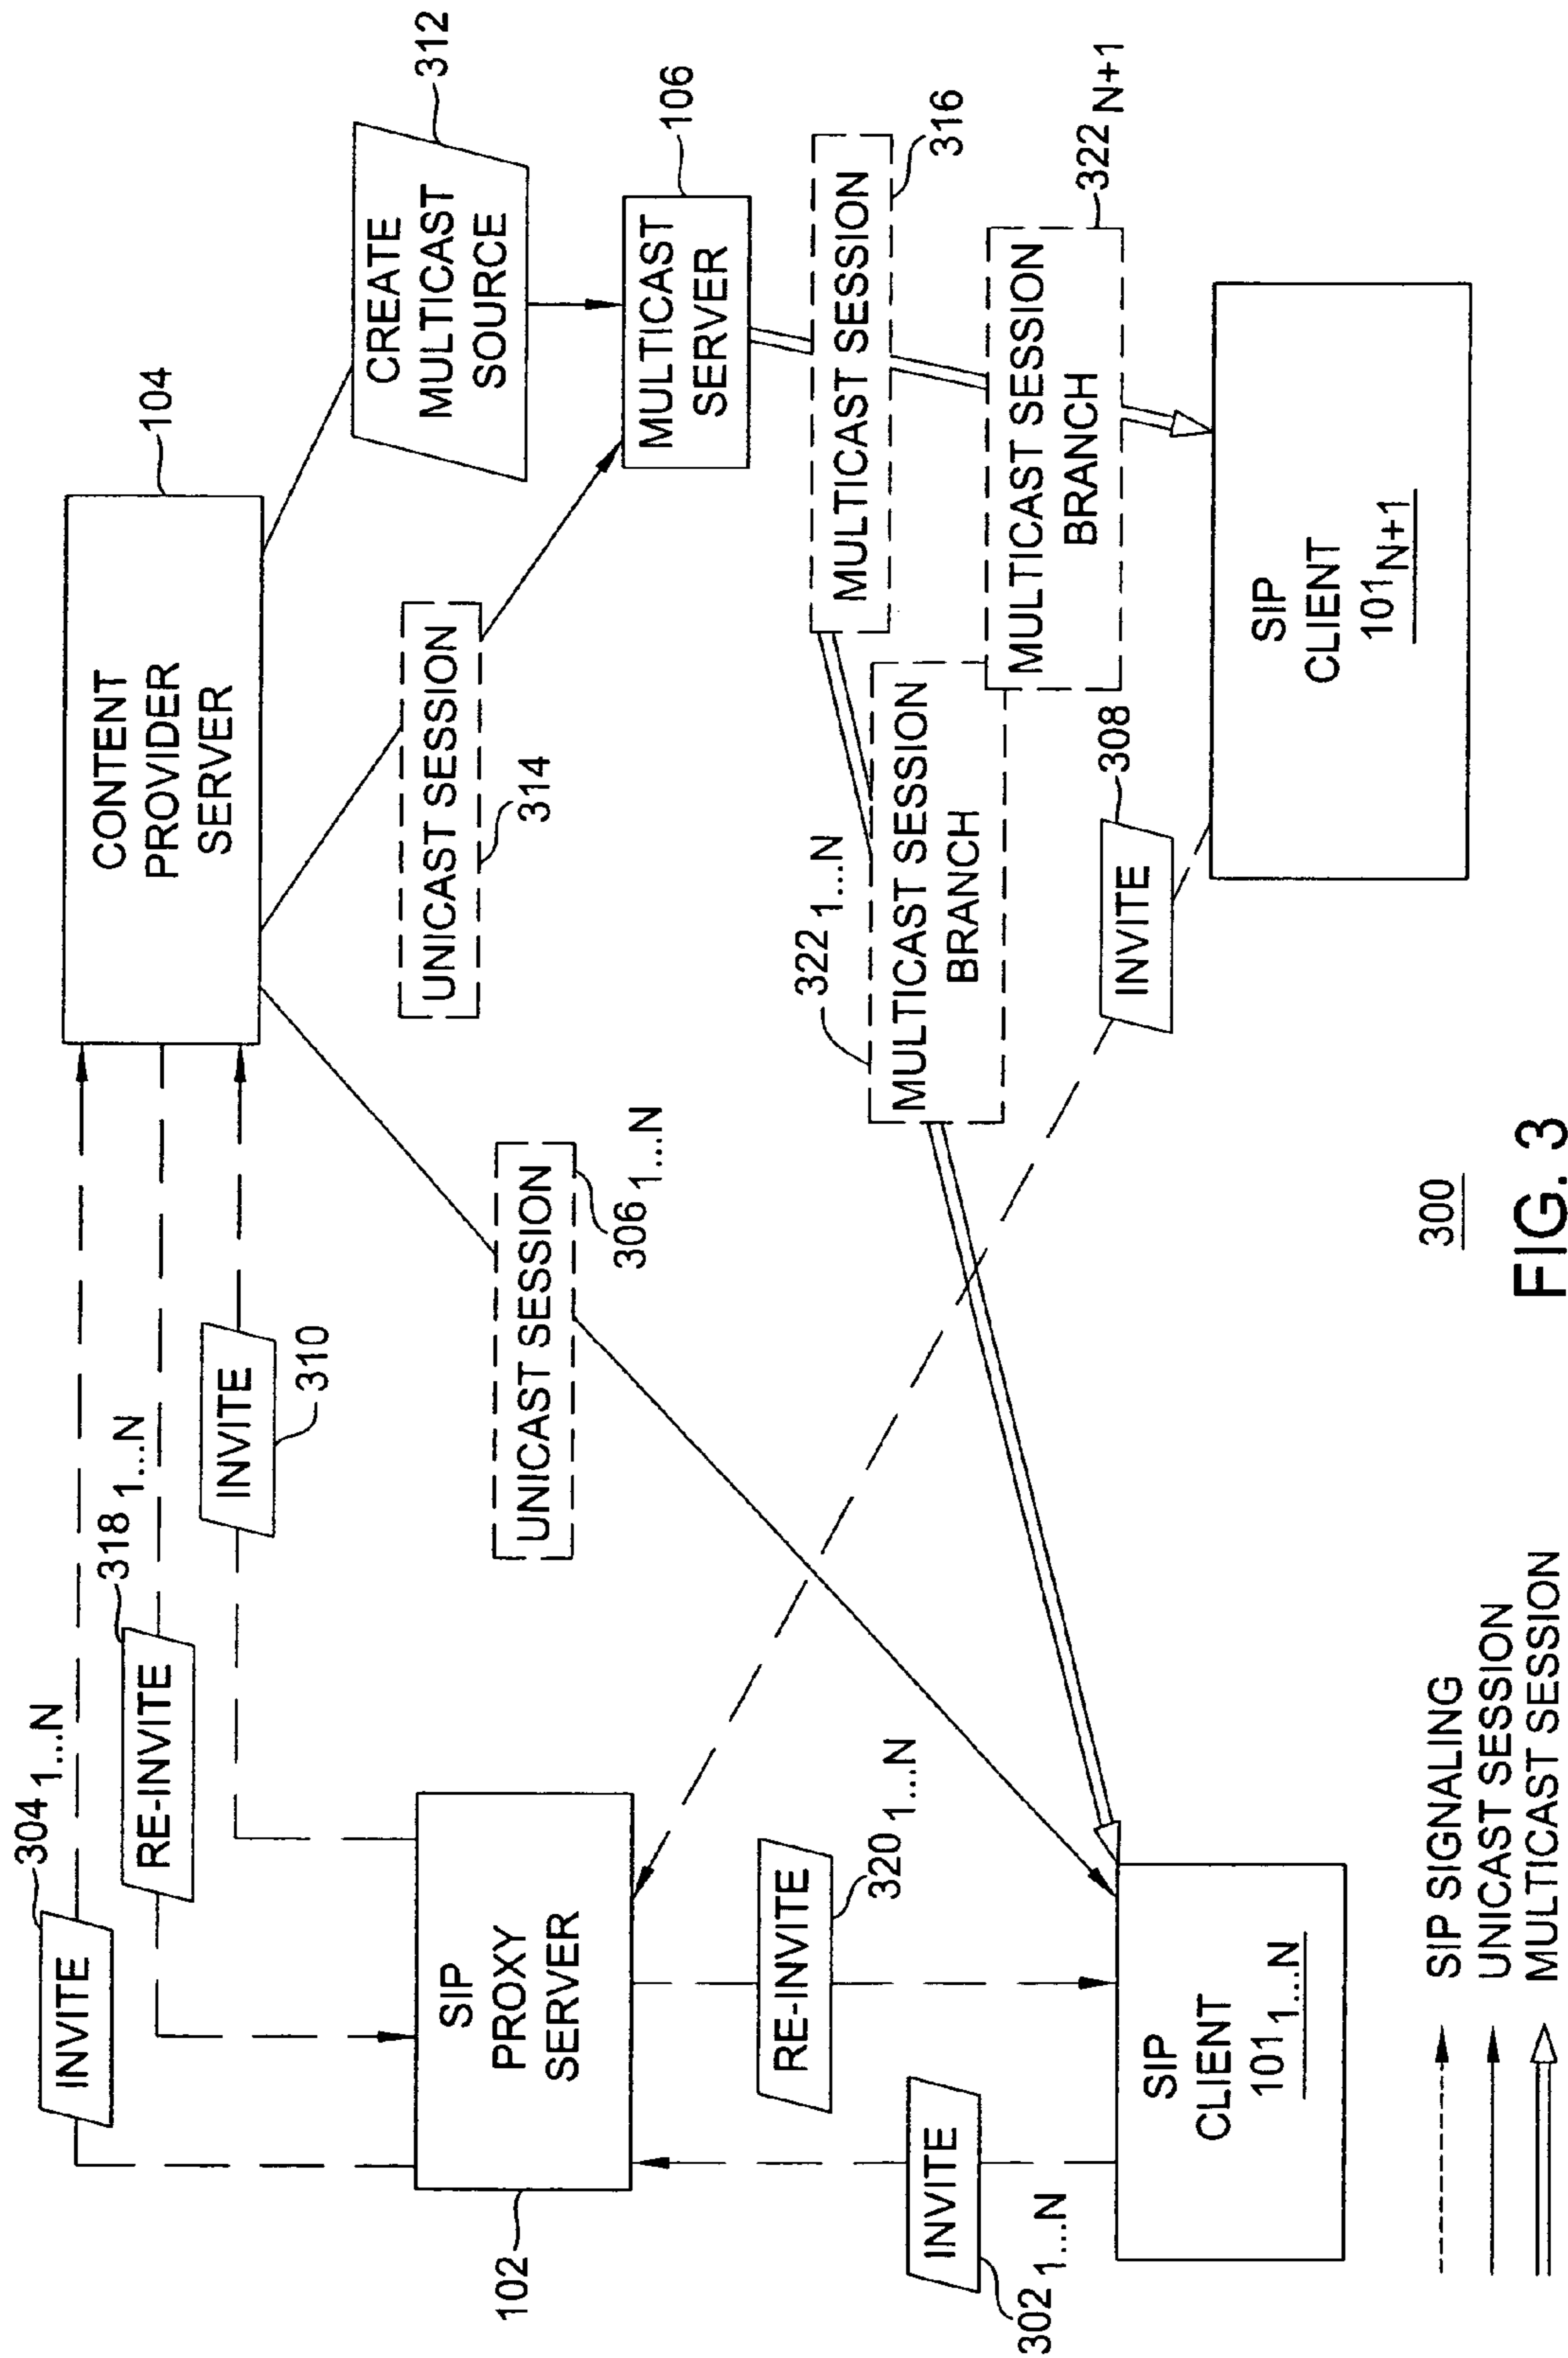 304 1...N
INVITE
318 1...N
RE-INVITE
INVITE
310
CONTENT
PROVIDER
SERVER
104
CREATE
MULTICAST
SOURCE
312
UNICAST SESSION
314
UNICAST SESSION
306 1...N
SIP
PROXY
SERVER
102
MULTICAST
SERVER
106
MULTICAST SESSION
316
MULTICAST SESSION
BRANCH
322 1...N
MULTICAST SESSION
BRANCH
322 N+1
RE-INVITE
320 1...N
INVITE
302 1...N
INVITE
308
SIP
CLIENT
101 1...N
SIP
CLIENT
101 N+1
SIP SIGNALING
UNICAST SESSION
MULTICAST SESSION
300
FIG. 3